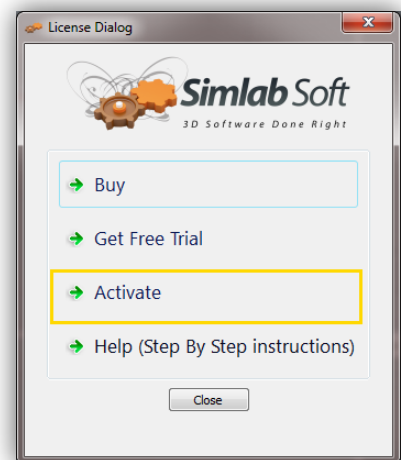 License Dialog
Simlab Soft
3D Software Done Right
Buy
Get Free Trial
Activate
Help (Step By Step instructions)
Close